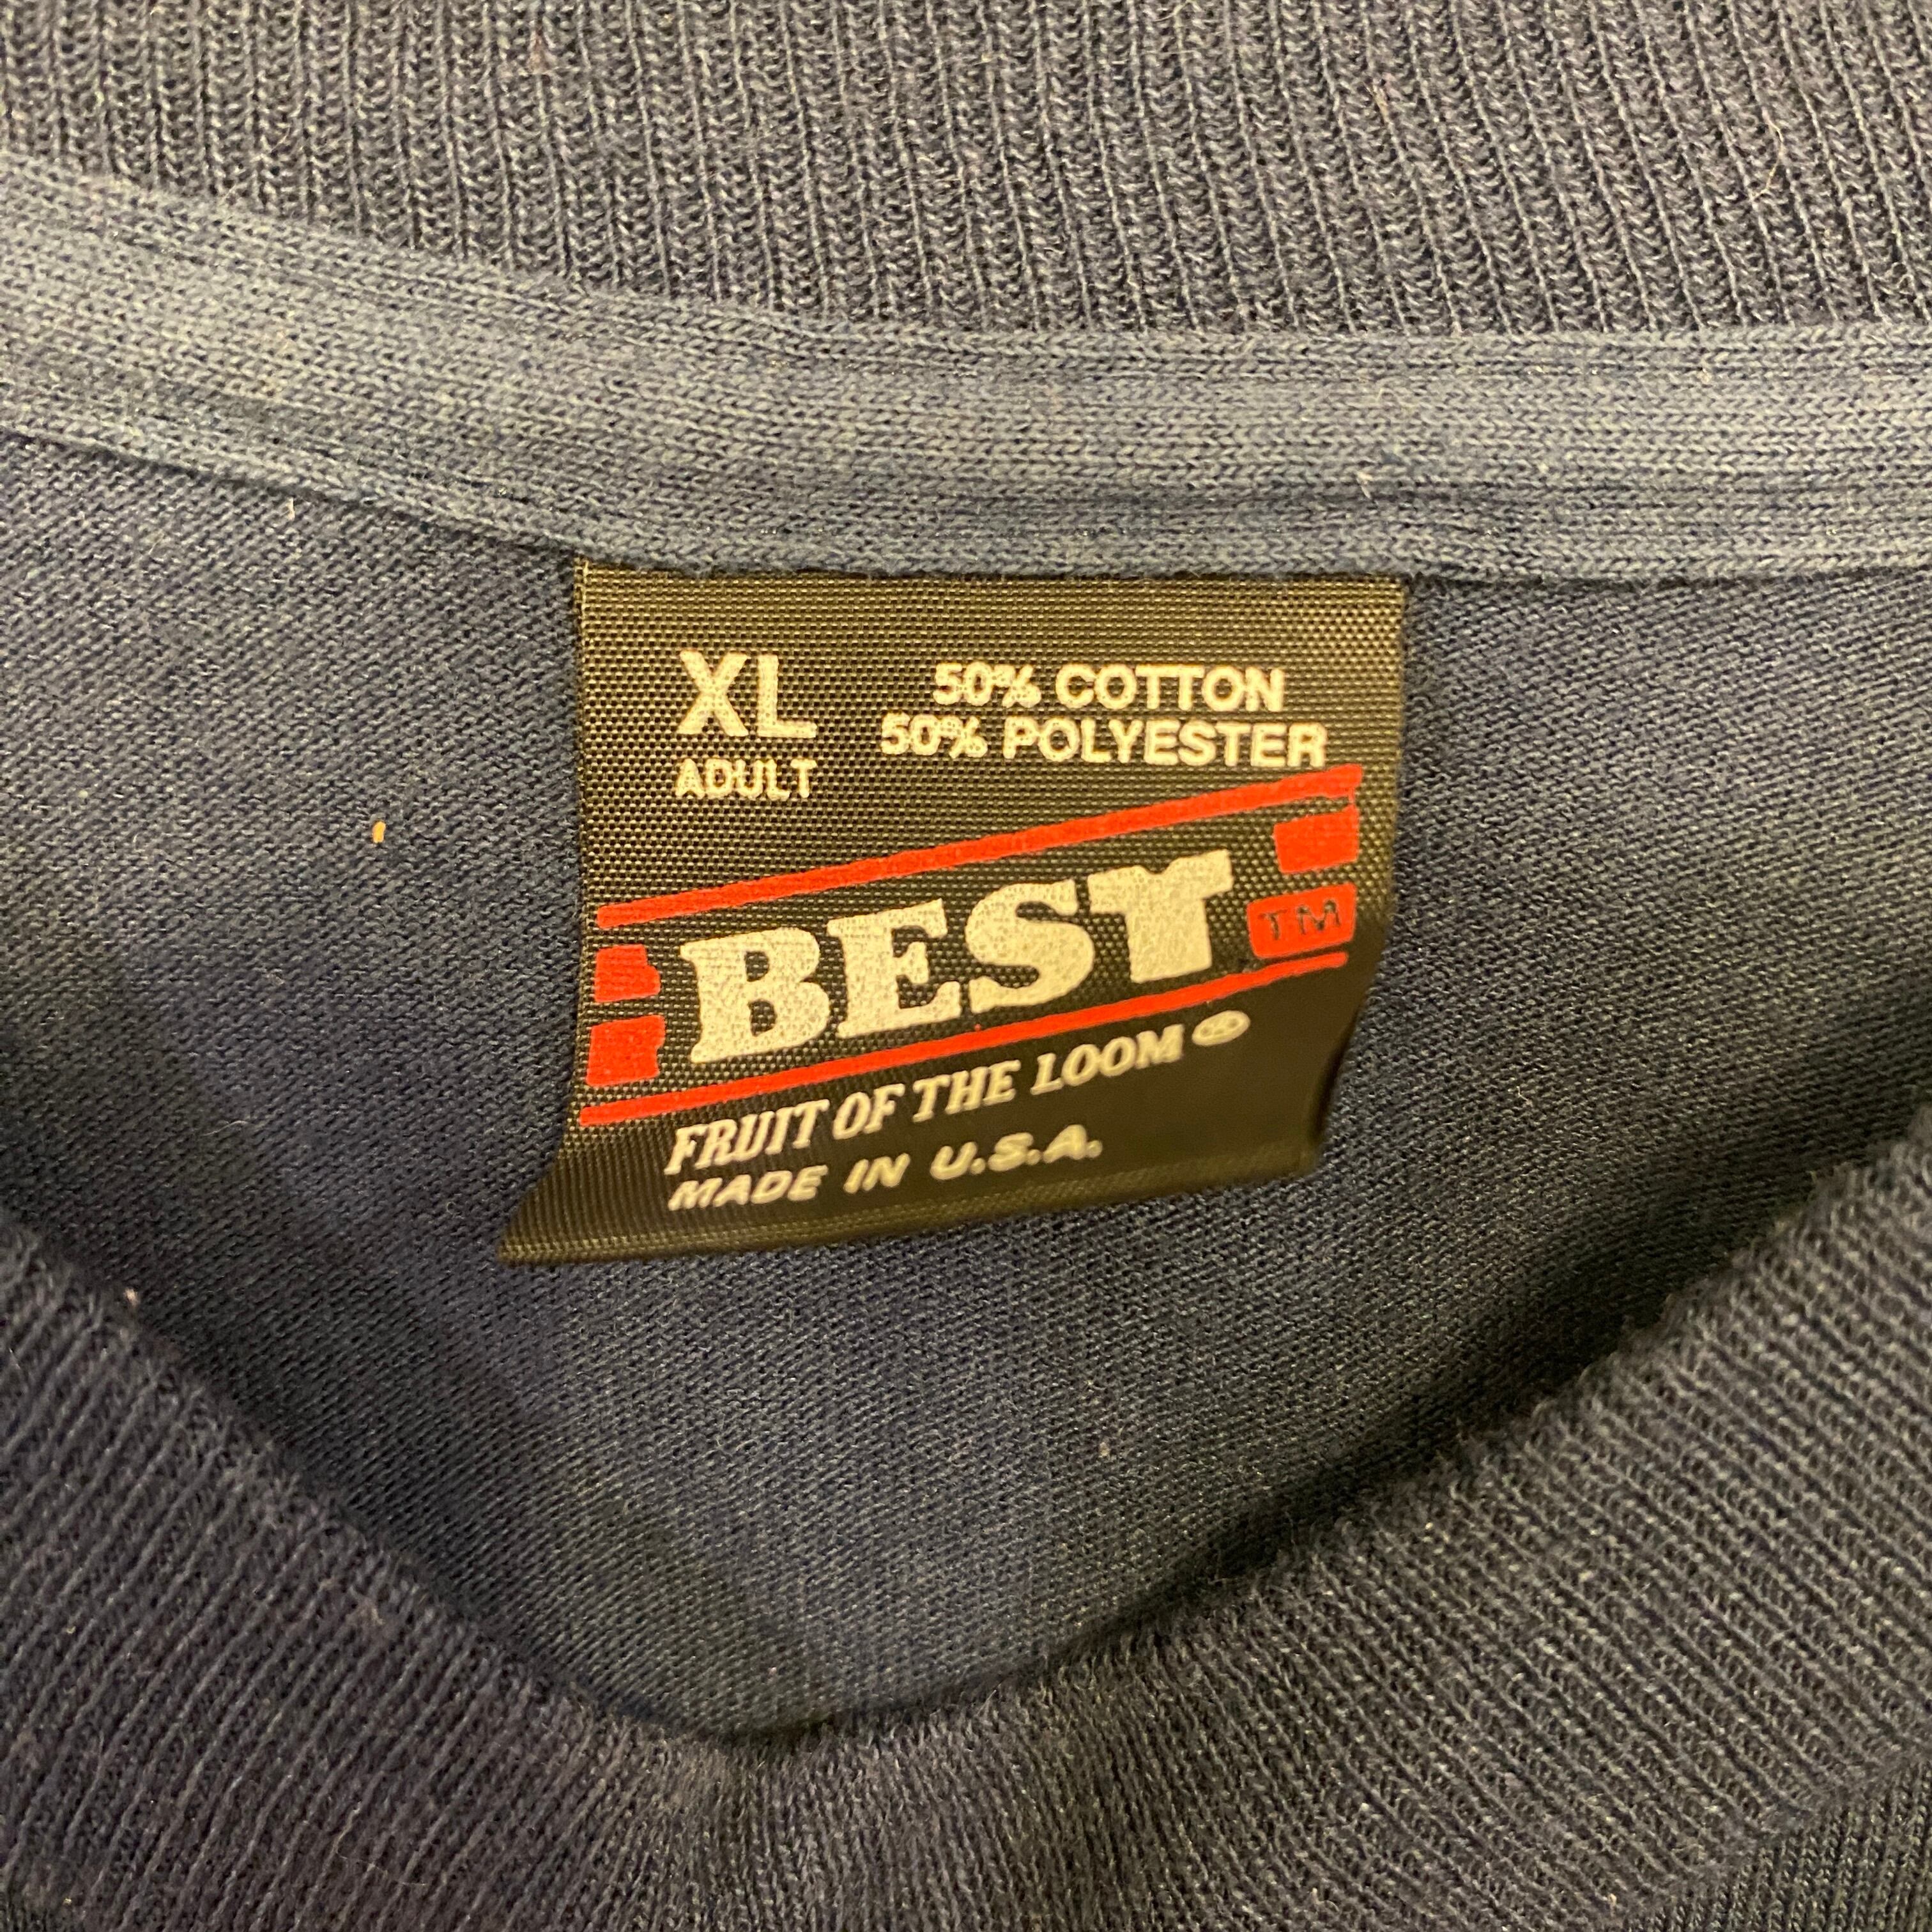 XL
ADULT
50% COTTON
50% POLYESTER
BEST
TM
FRUIT OF THE LOOM ®
MADE IN U.S.A.